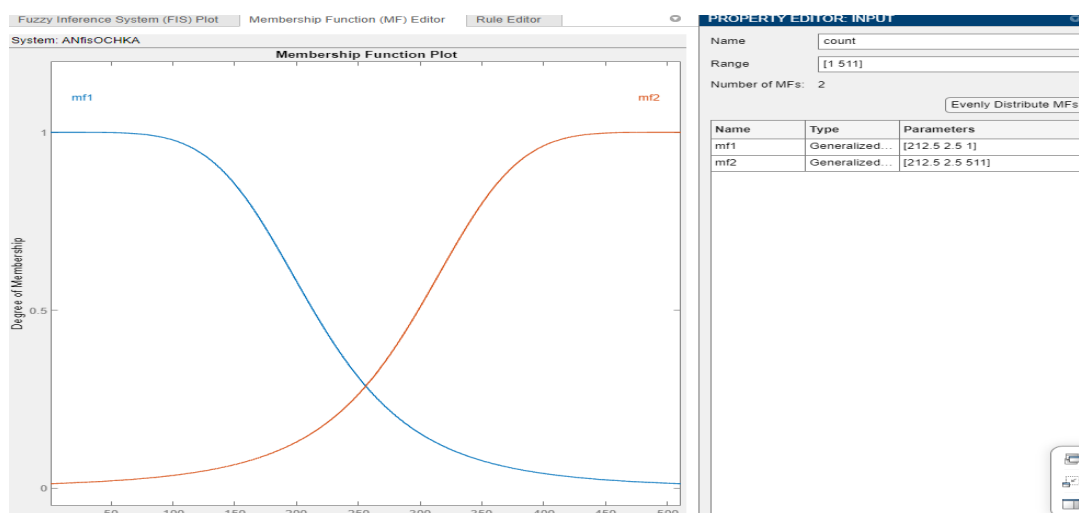 Fuzzy Inference System (FIS) Plot
Membership Function (MF) Editor
Rule Editor
System: ANfisOCHKA
Membership Function Plot
mf1
mf2
1
0.5
0
Degree of Membership
50
100
150
200
250
300
350
400
450
500
PROPERTY EDITOR: INPUT
Name count
Range [1 511]
Number of MFs: 2
Evenly Distribute MFs
Name Type Parameters
mf1 Generalized... [212.5 2.5 1]
mf2 Generalized... [212.5 2.5 511]